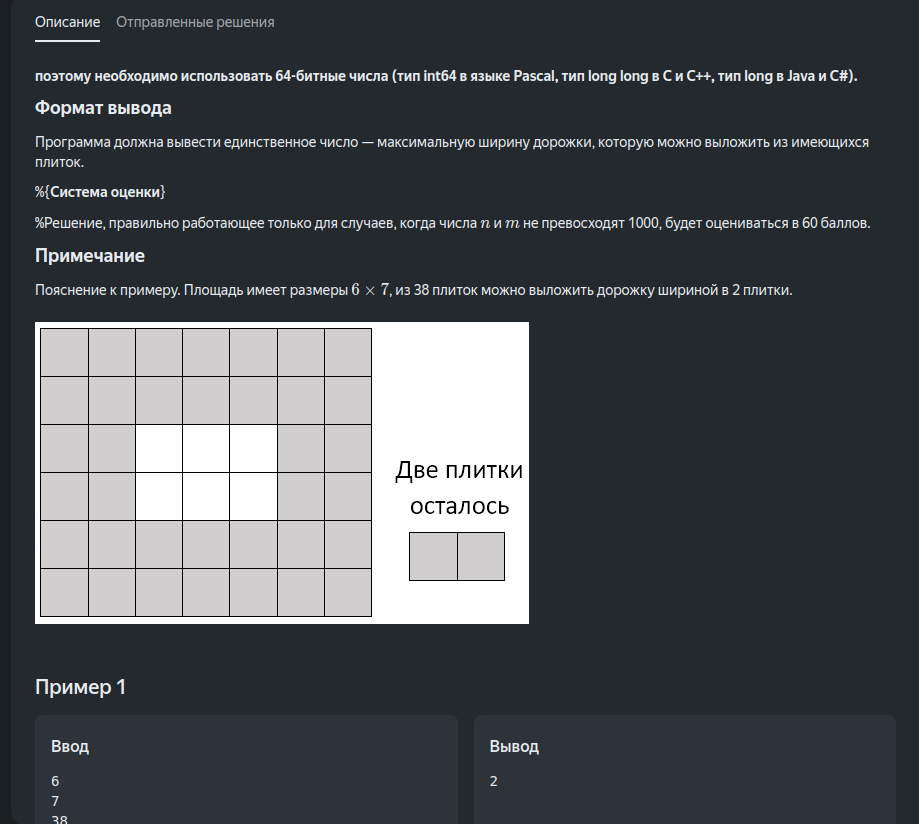 Описание Отправленные решения
поэтому необходимо использовать 64-битные числа (тип int64 в языке Pascal, тип long long в C и C++, тип long в Java и C#).
Формат вывода
Программа должна вывести единственное число — максимальную ширину дорожки, которую можно выложить из имеющихся
плиток.
%{Система оценки}
%Решение, правильно работающее только для случаев, когда числа n и m не превосходят 1000, будет оцениваться в 60 баллов.
Примечание
Пояснение к примеру. Площадь имеет размеры 6 × 7, из 38 плиток можно выложить дорожку шириной в 2 плитки.
Две плитки
осталось
Пример 1
Ввод Вывод
6 2
7
38